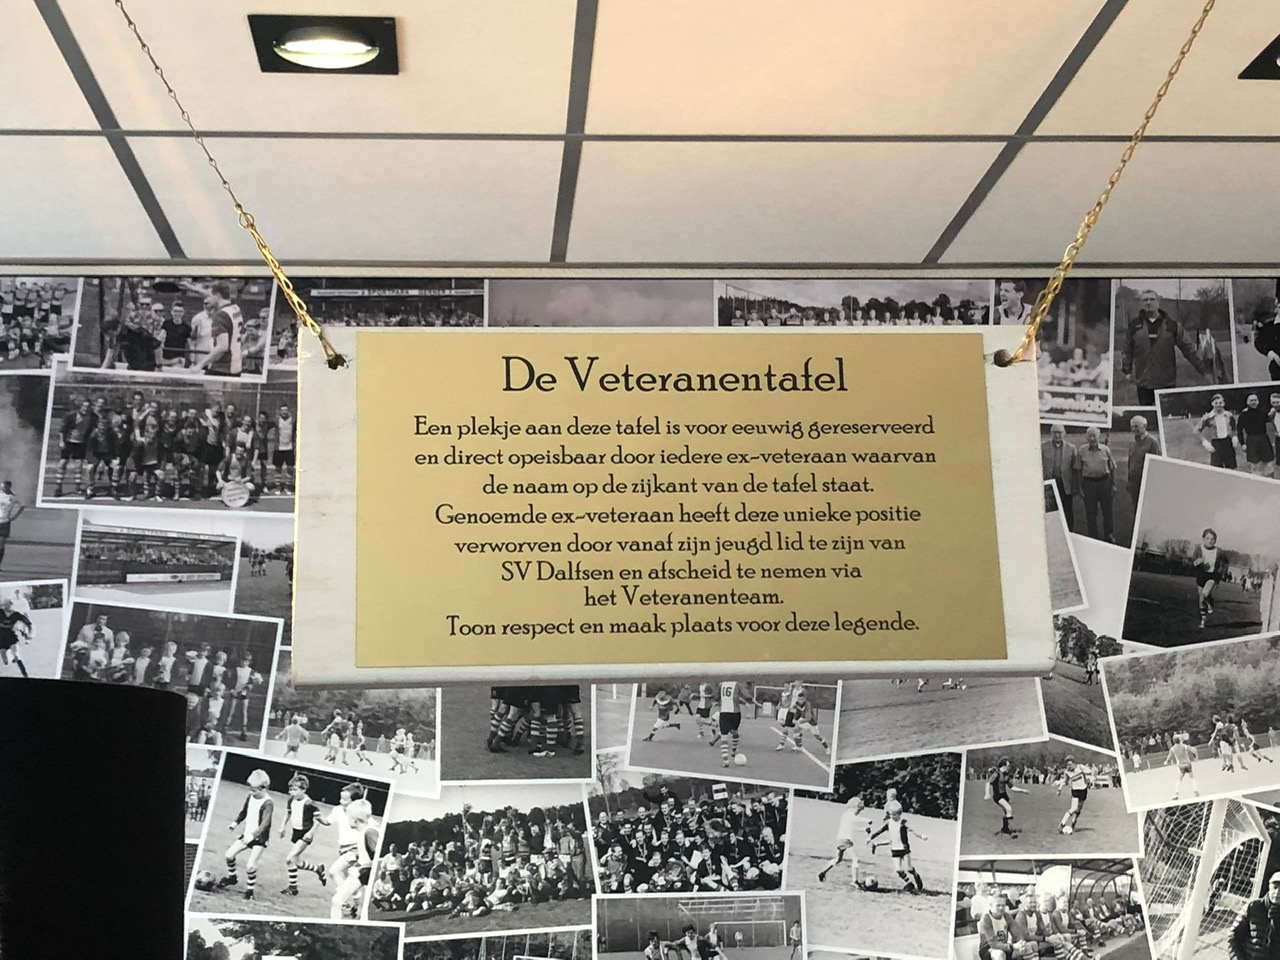 De Veteranentafel
Een plekje aan deze tafel is voor eeuwig gereserveerd
en direct opeisbaar door iedere ex-veteraan waarvan
de naam op de zijkant van de tafel staat.
Genoemde ex-veteraan heeft deze unieke positie
verworven door vanaf zijn jeugd lid te zijn van
SV Dalfsen en afscheid te nemen via
het Veteranenteam.
Toon respect en maak plaats voor deze legende.
16